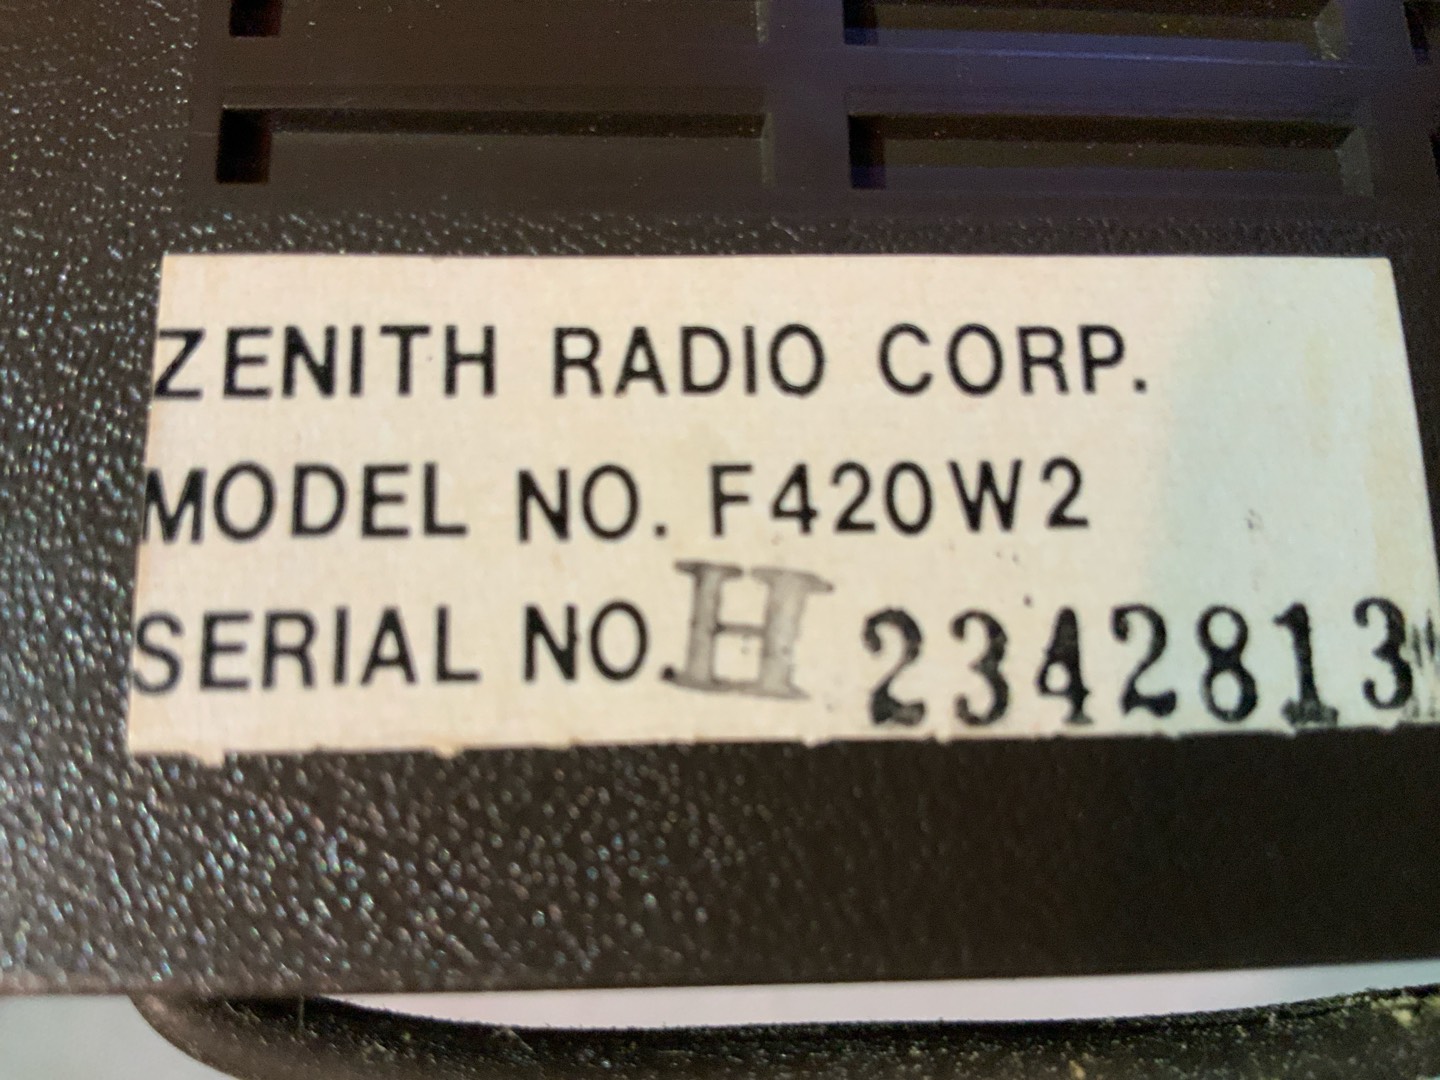 ZENITH RADIO CORP.
MODEL NO. F420W2
SERIAL NO. H 2342813